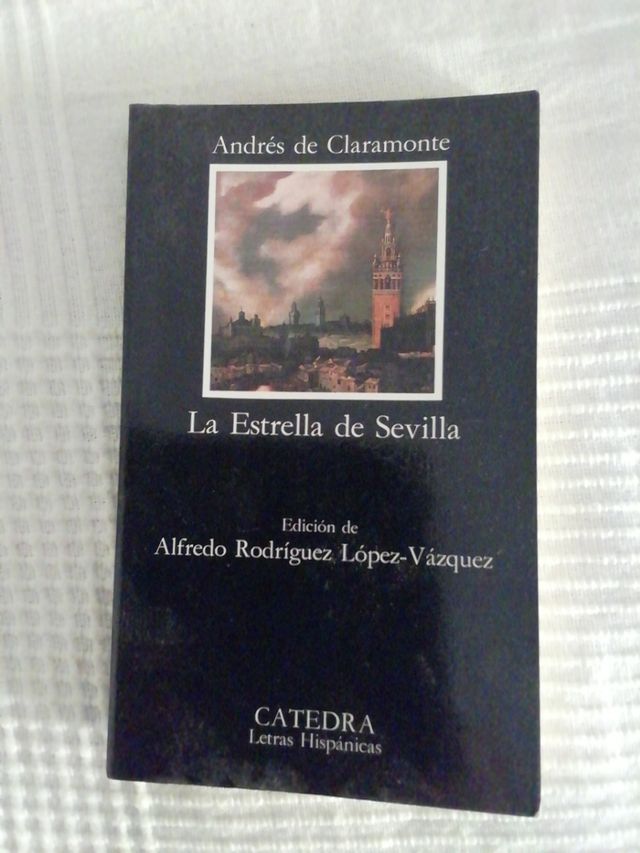 Andrés de Claramonte
La Estrella de Sevilla
Edición de
Alfredo Rodríguez López-Vázquez
CATEDRA
Letras Hispánicas